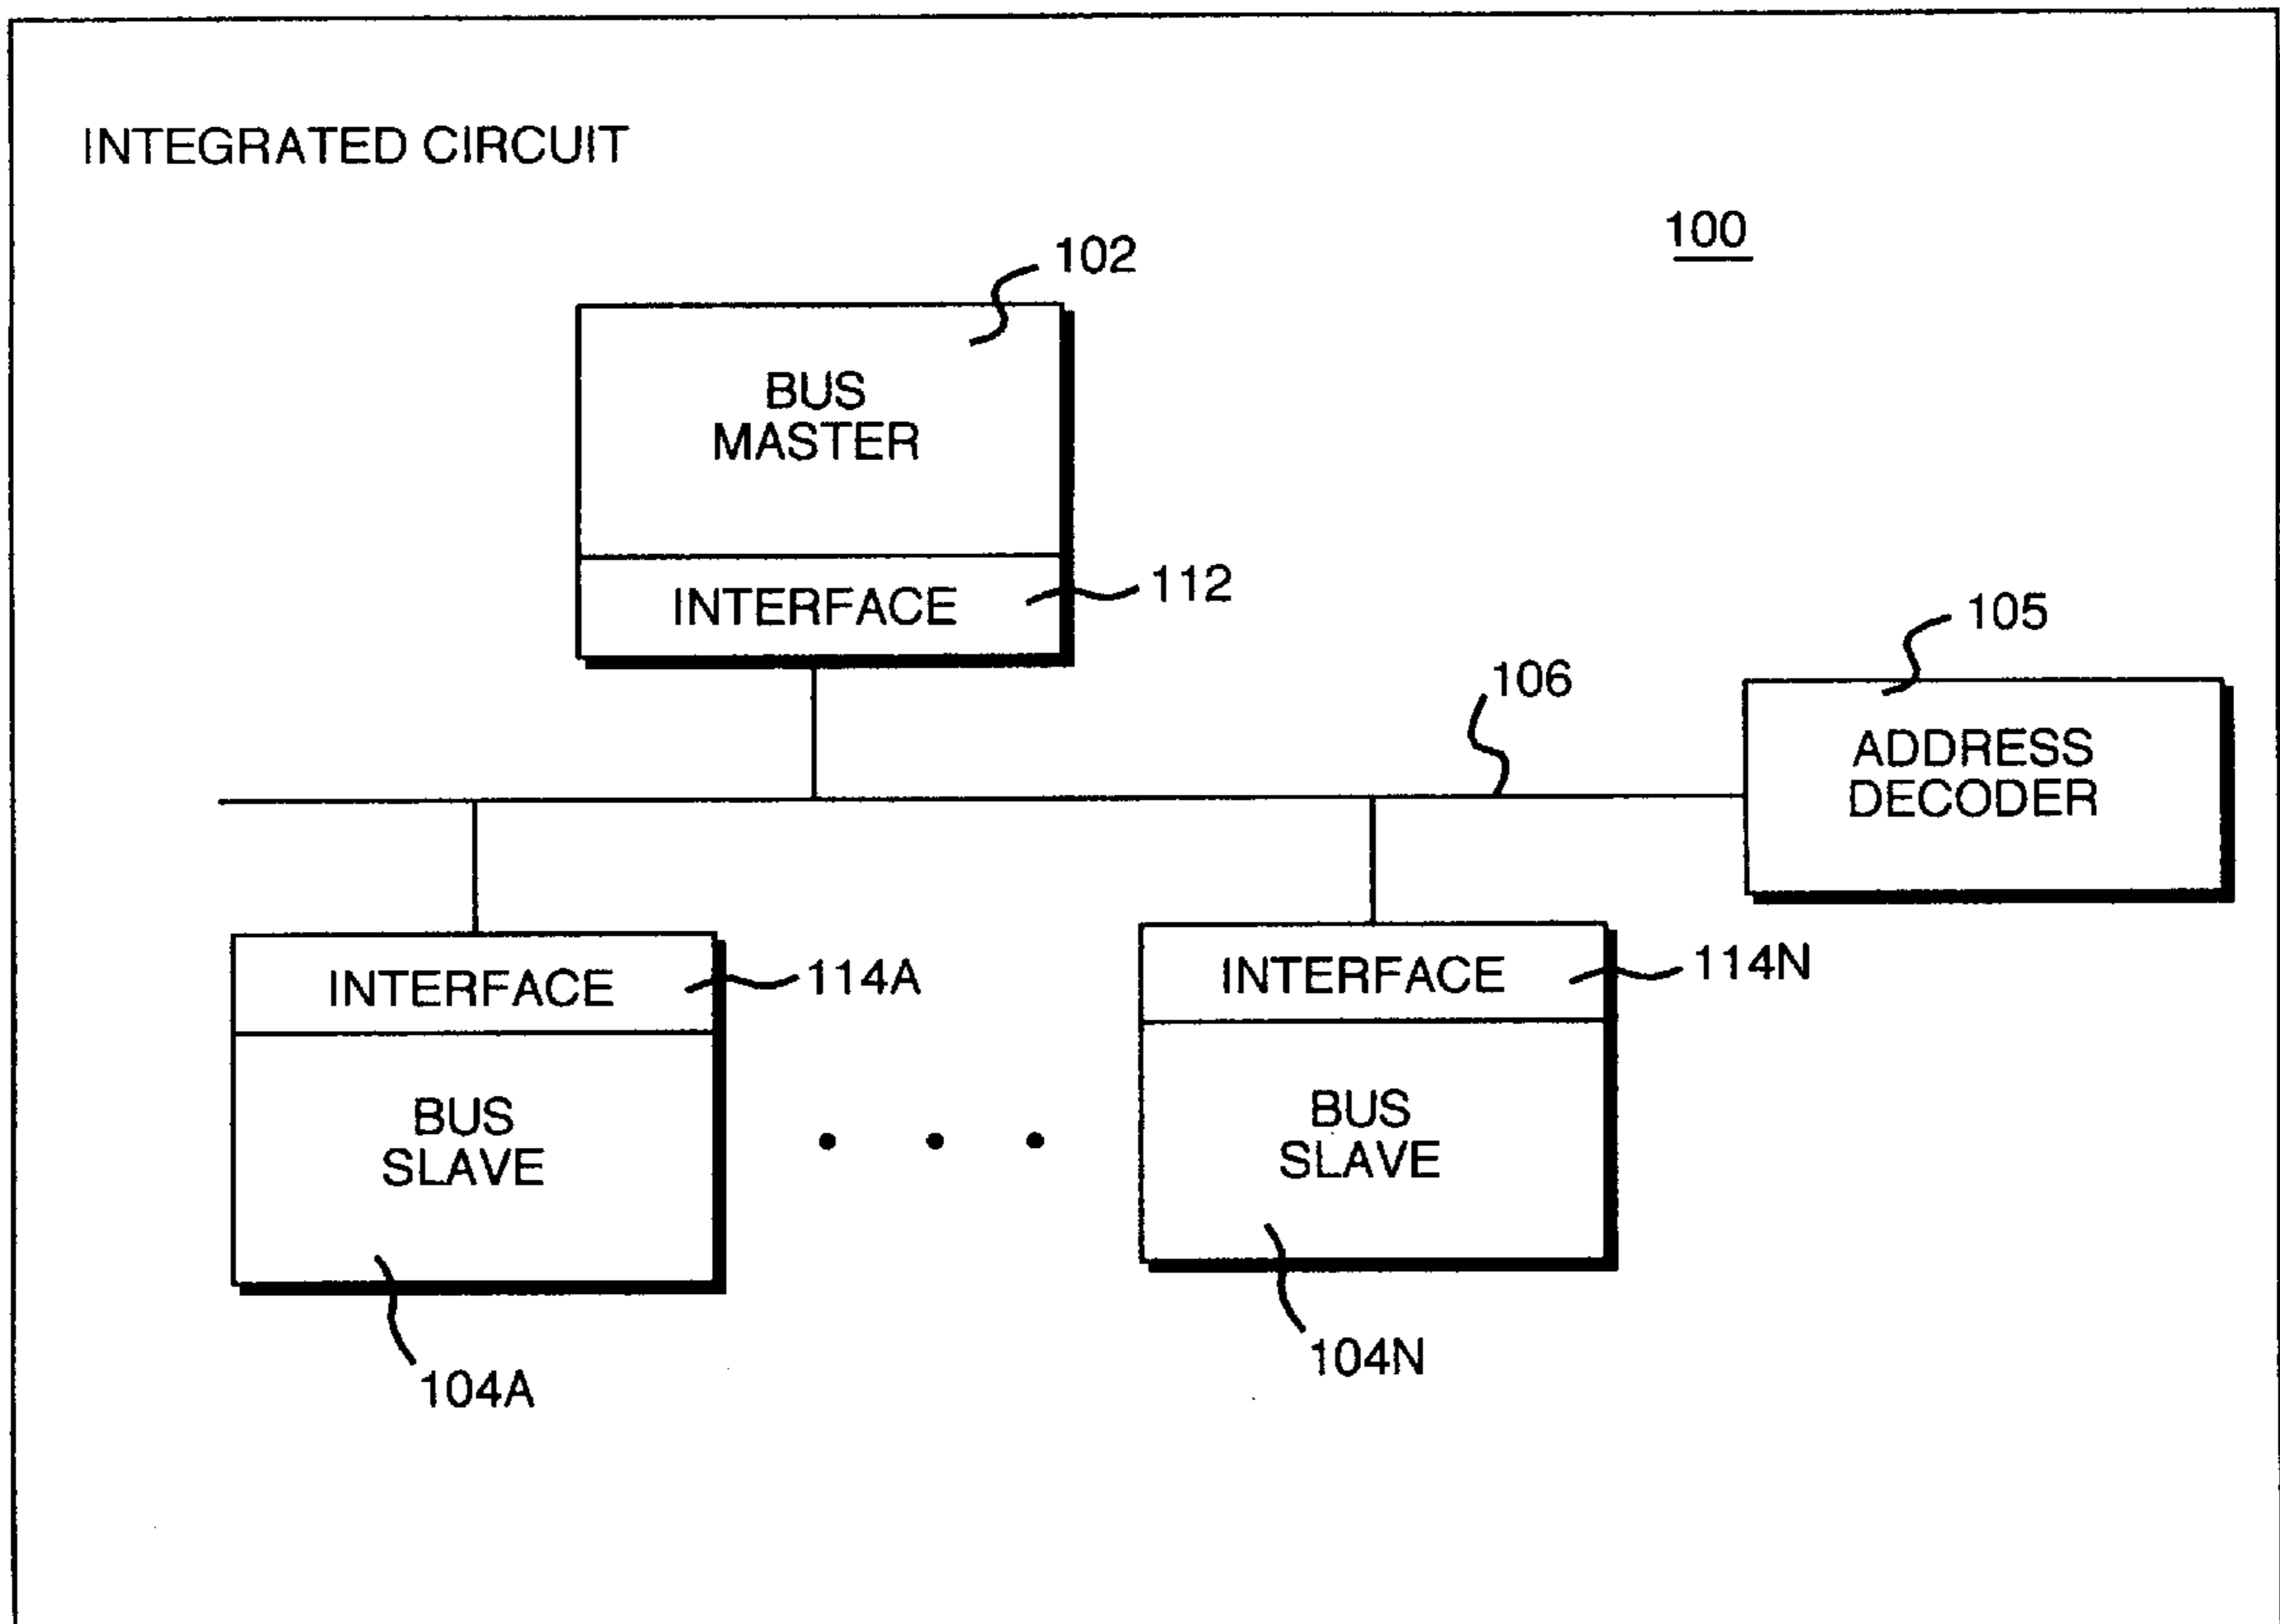 INTEGRATED CIRCUIT
100
102
BUS
MASTER
INTERFACE
112
105
106
ADDRESS
DECODER
INTERFACE
114A
INTERFACE
114N
BUS
SLAVE
BUS
SLAVE
104A
104N